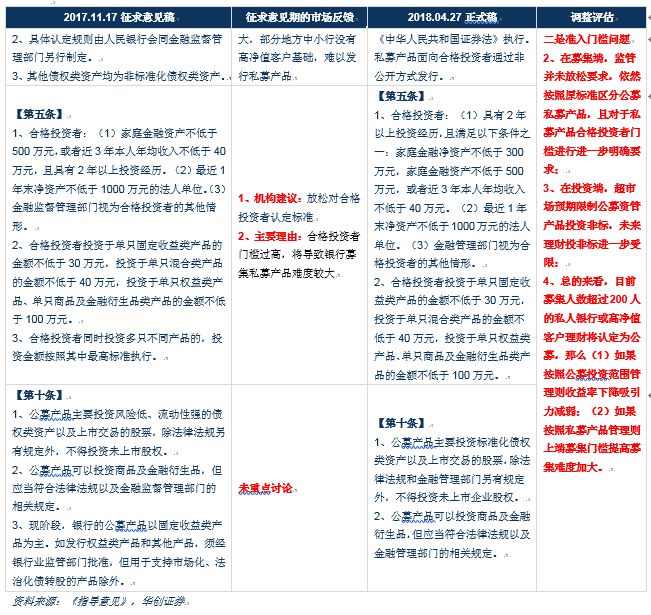 2017.11.17 征求意见稿
征求意见期的市场反馈
2018.04.27 正式稿
调整评估
2、具体认定规则由人民银行会同金融监督管
理部门另行制定。
3、其他债权类资产均为非标准化债权类资产。
大，部分地方中小行没有
高净值客户基础，难以发
行私募产品
《中华人民共和国证券法》执行。
私募产品面向合格投资者通过非
公开方式发行。
【第五条】
1、合格投资者：（1）家庭金融资产不低于
500 万元，或者近 3 年本人年均收入不低于 40
万元，且具有 2 年以上投资经历。（2）最近 1
年末净资产不低于 1000 万元的法人单位。（3）
金融监督管理部门视为合格投资者的其他情
形。
2、合格投资者投资于单只固定收益类产品的
金额不低于 30 万元，投资于单只混合类产品
的金额不低于 40 万元，投资于单只权益类产
品、单只商品及金融衍生品类产品的金额不低
于 100 万元。
3、合格投资者同时投资多只不同产品的，投
资金额按照其中最高标准执行。
1、机构建议：放松对合格
投资者认定标准
2、主要理由：合格投资者
门槛过高，将导致银行募
集私募产品难度较大
【第五条】
1、合格投资者：（1）具有 2 年
以上投资经历，且满足以下条件之
一：家庭金融净资产不低于 300
万元，家庭金融资产不低于 500
万元，或者近 3 年本人年均收入
不低于 40 万元。（2）最近 1 年
末净资产不低于 1000 万元的法人
单位。（3）金融管理部门视为合
格投资者的其他情形。
2、合格投资者投资于单只固定收
益类产品的金额不低于 30 万元，
投资于单只混合类产品的金额不
低于 40 万元，投资于单只权益类
产品、单只商品及金融衍生品类产
品的金额不低于 100 万元。
【第十条】
1、公募产品主要投资风险低、流动性强的债
权类资产以及上市交易的股票，除法律法规另
有规定外，不得投资未上市股权。
2、公募产品可以投资商品及金融衍生品，但
应当符合法律法规以及金融监督管理部门的
相关规定。
3、现阶段，银行的公募产品以固定收益类产
品为主。如发行权益类产品和其他产品，须经
银行业监管部门批准，但用于支持市场化、法
治化债转股的产品除外。
未重点讨论
【第十条】
1、公募产品主要投资标准化债权
类资产以及上市交易的股票，除法
律法规和金融管理部门另有规定
外，不得投资未上市企业股权。
2、公募产品可以投资商品及金融
衍生品，但应当符合法律法规以及
金融管理部门的相关规定。
二是准入门槛问题
2、在募集端，监管
并未放松要求，依然
按照原标准区分公募
私募产品，且对于私
募产品合格投资者门
槛进行进一步明确要
求；
3、在投资端，超市
场预期限制公募资管
产品投资非标，未来
理财投非标进一步受
限；
4、总的来看，目前
募集人数超过 200 人
的私人银行或高净值
客户理财将认定为公
募，那么（1）如果
按照公募投资范围管
理则收益率下降吸引
力减弱；（2）如果
按照私募产品管理则
上端募集门槛提高募
集难度加大。
资料来源：《指导意见》，华创证券